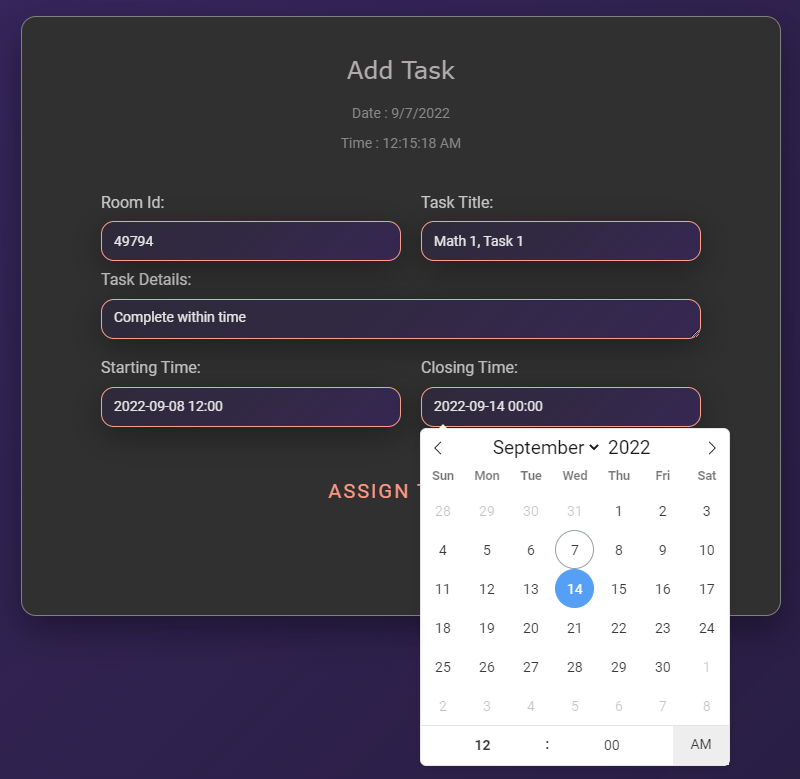 Add Task
Date : 9/7/2022
Time : 12:15:18 AM
Room Id: Task Title:
49794 Math 1, Task 1
Task Details:
Complete within time
Starting Time: Closing Time:
2022-09-08 12:00 2022-09-14 00:00
September 2022
Sun Mon Tue Wed Thu Fri Sat
ASSIGN
28 29 30 31 1 2 3
4 5 6 7 8 9 10
11 12 13 14 15 16 17
18 19 20 21 22 23 24
25 26 27 28 29 30 1
2 3 4 5 6 7 8
12 : 00 AM